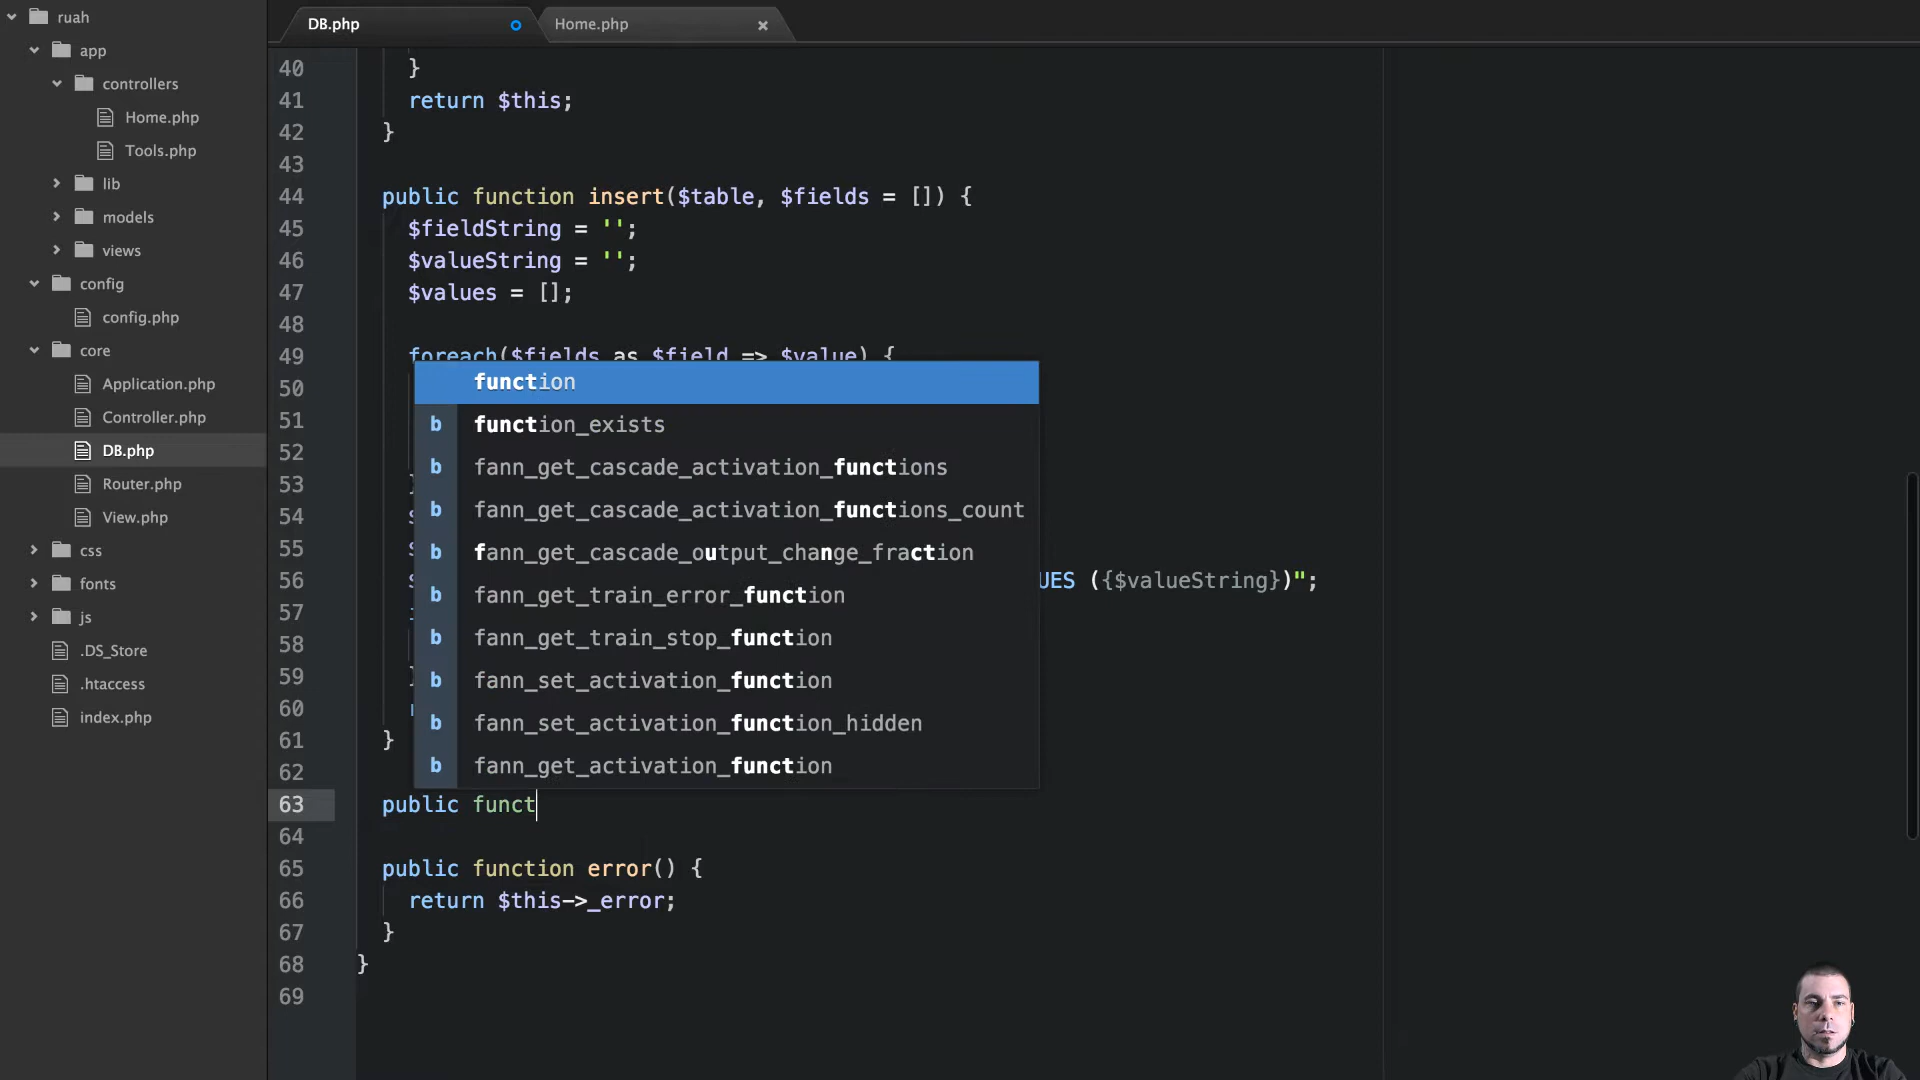 ruah
app
controllers
Home.php
Tools.php
lib
models
views
config
config.php
core
Application.php
Controller.php
DB.php
Router.php
View.php
css
fonts
js
.DS_Store
.htaccess
index.php
DB.php
Home.php
40 }
41 return $this;
42 }
43
44 public function insert($table, $fields = []) {
45 $fieldString = '';
46 $valueString = '';
47 $values = [];
48
49 foreach($fields as $field => $value) {
50
51
52
53
54
55
56 UES ({$valueString})";
57
58
59
60
61 }
62
63 public funct
64
65 public function error() {
66 return $this->_error;
67 }
68 }
69
function
b function_exists
b fann_get_cascade_activation_functions
b fann_get_cascade_activation_functions_count
b fann_get_cascade_output_change_fraction
b fann_get_train_error_function
b fann_get_train_stop_function
b fann_set_activation_function
b fann_set_activation_function_hidden
b fann_get_activation_function